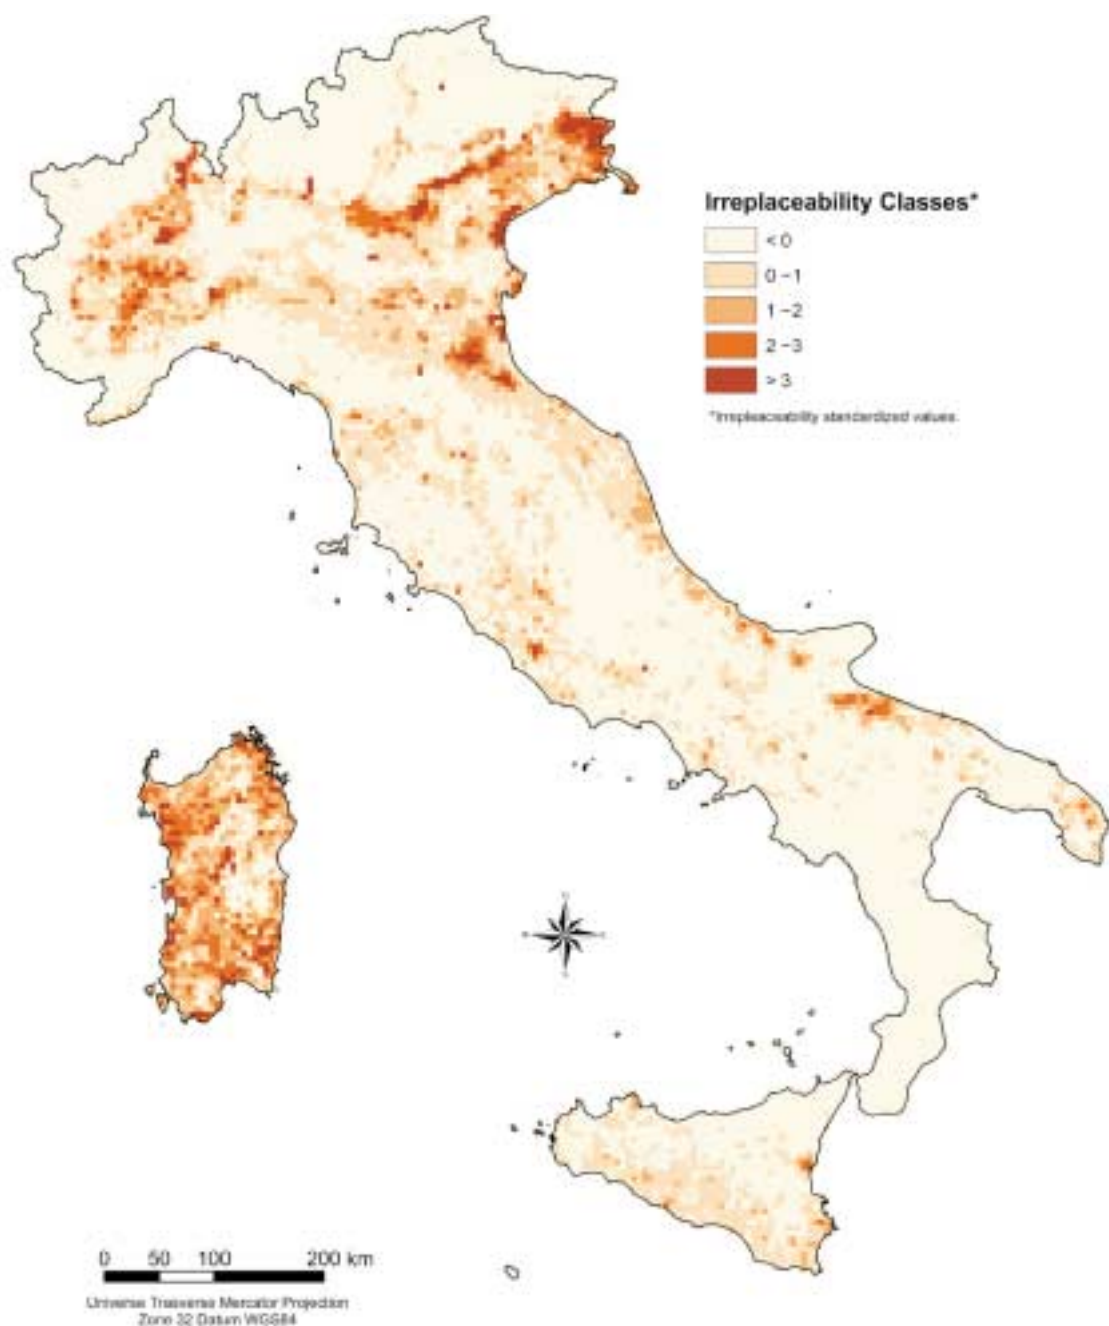 Irreplaceability Classes*
< 0
0 – 1
1 – 2
2 – 3
> 3
*Irrepleaceability standardized values.
0 50 100 200 km
Universe Trasverse Mercator Projection
Zone 32 Datum WGS84